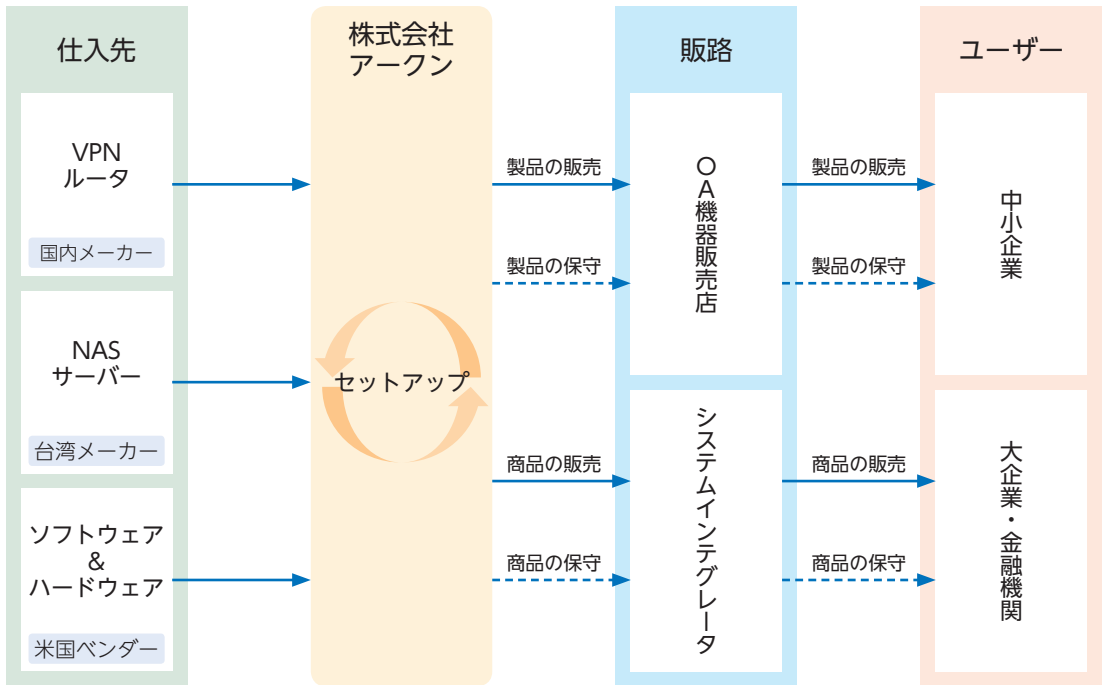 仕入先
VPN
ルータ
国内メーカー
NAS
サーバー
台湾メーカー
ソフトウェア
&
ハードウェア
米国ベンダー
株式会社
アークン
セットアップ
製品の販売
製品の保守
商品の販売
商品の保守
販路
OA機器販売店
システムインテグレータ
製品の販売
製品の保守
商品の販売
商品の保守
ユーザー
中小企業
大企業・金融機関